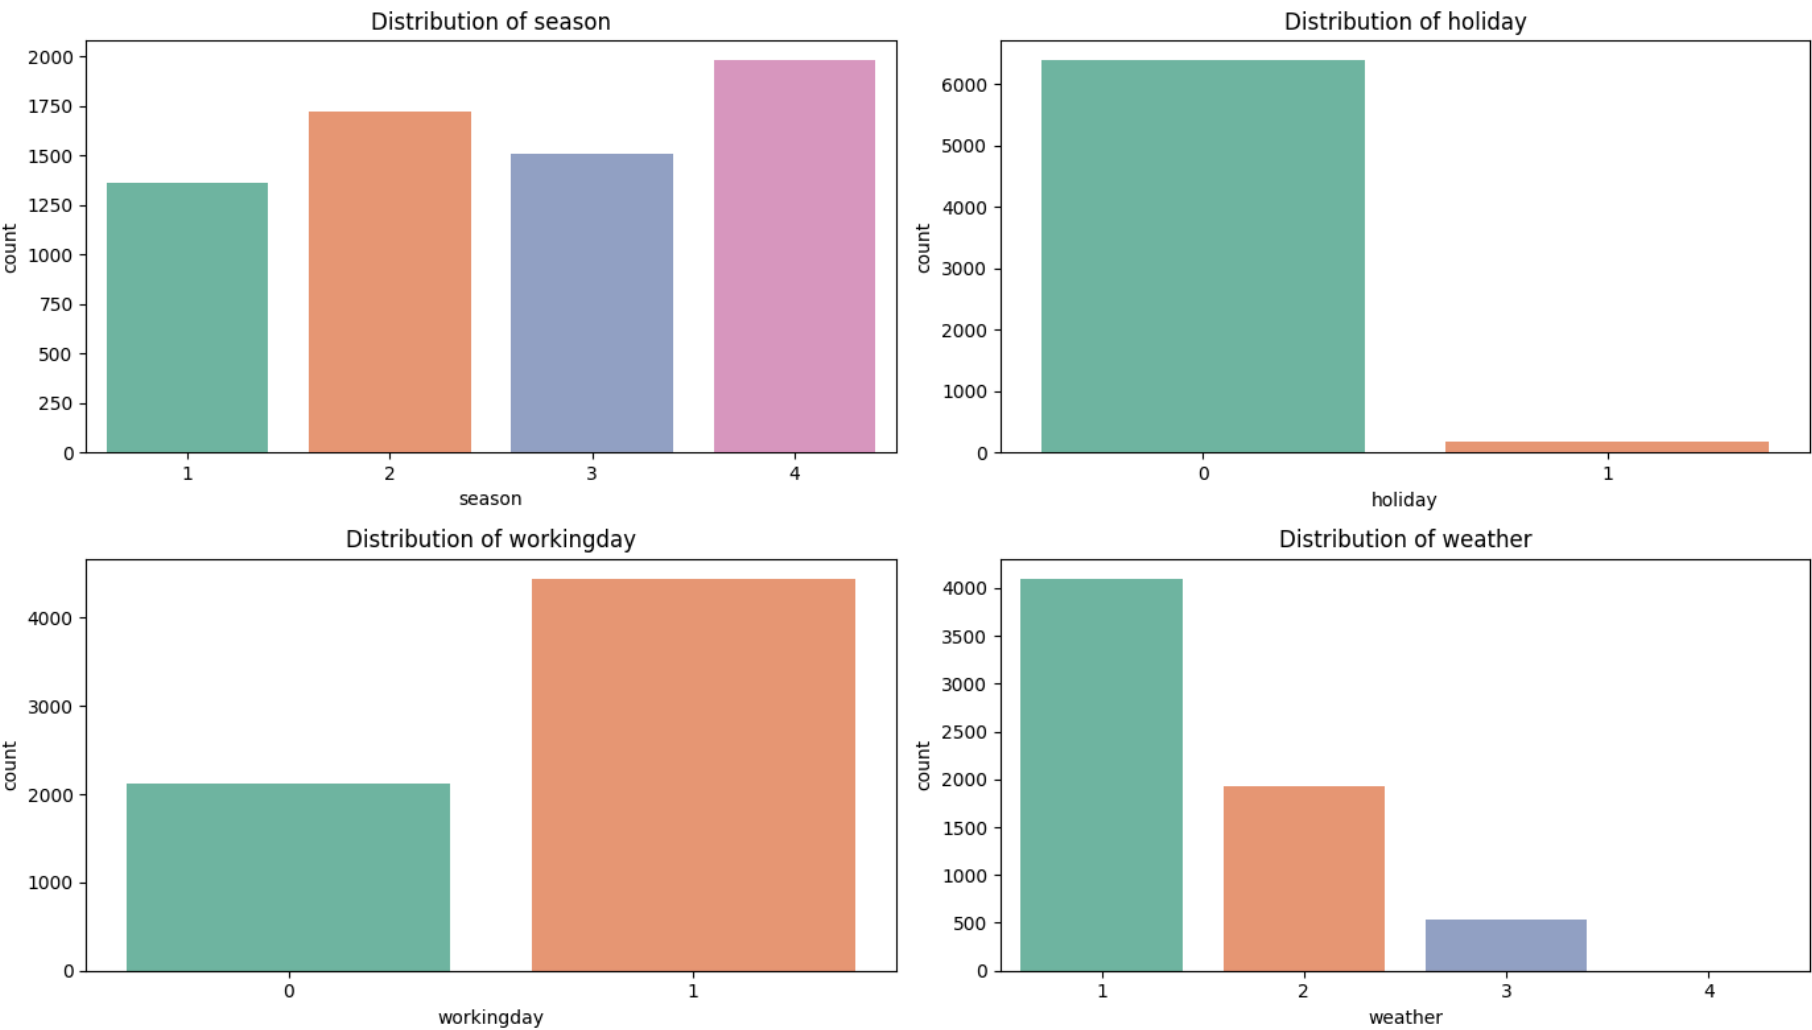 Distribution of season
2000
1750
1500
1250
1000
750
500
250
0
count
1 2 3 4
season
Distribution of holiday
6000
5000
4000
3000
2000
1000
0
count
0 1
holiday
Distribution of workingday
4000
3000
2000
1000
0
count
0 1
workingday
Distribution of weather
4000
3500
3000
2500
2000
1500
1000
500
0
count
1 2 3 4
weather